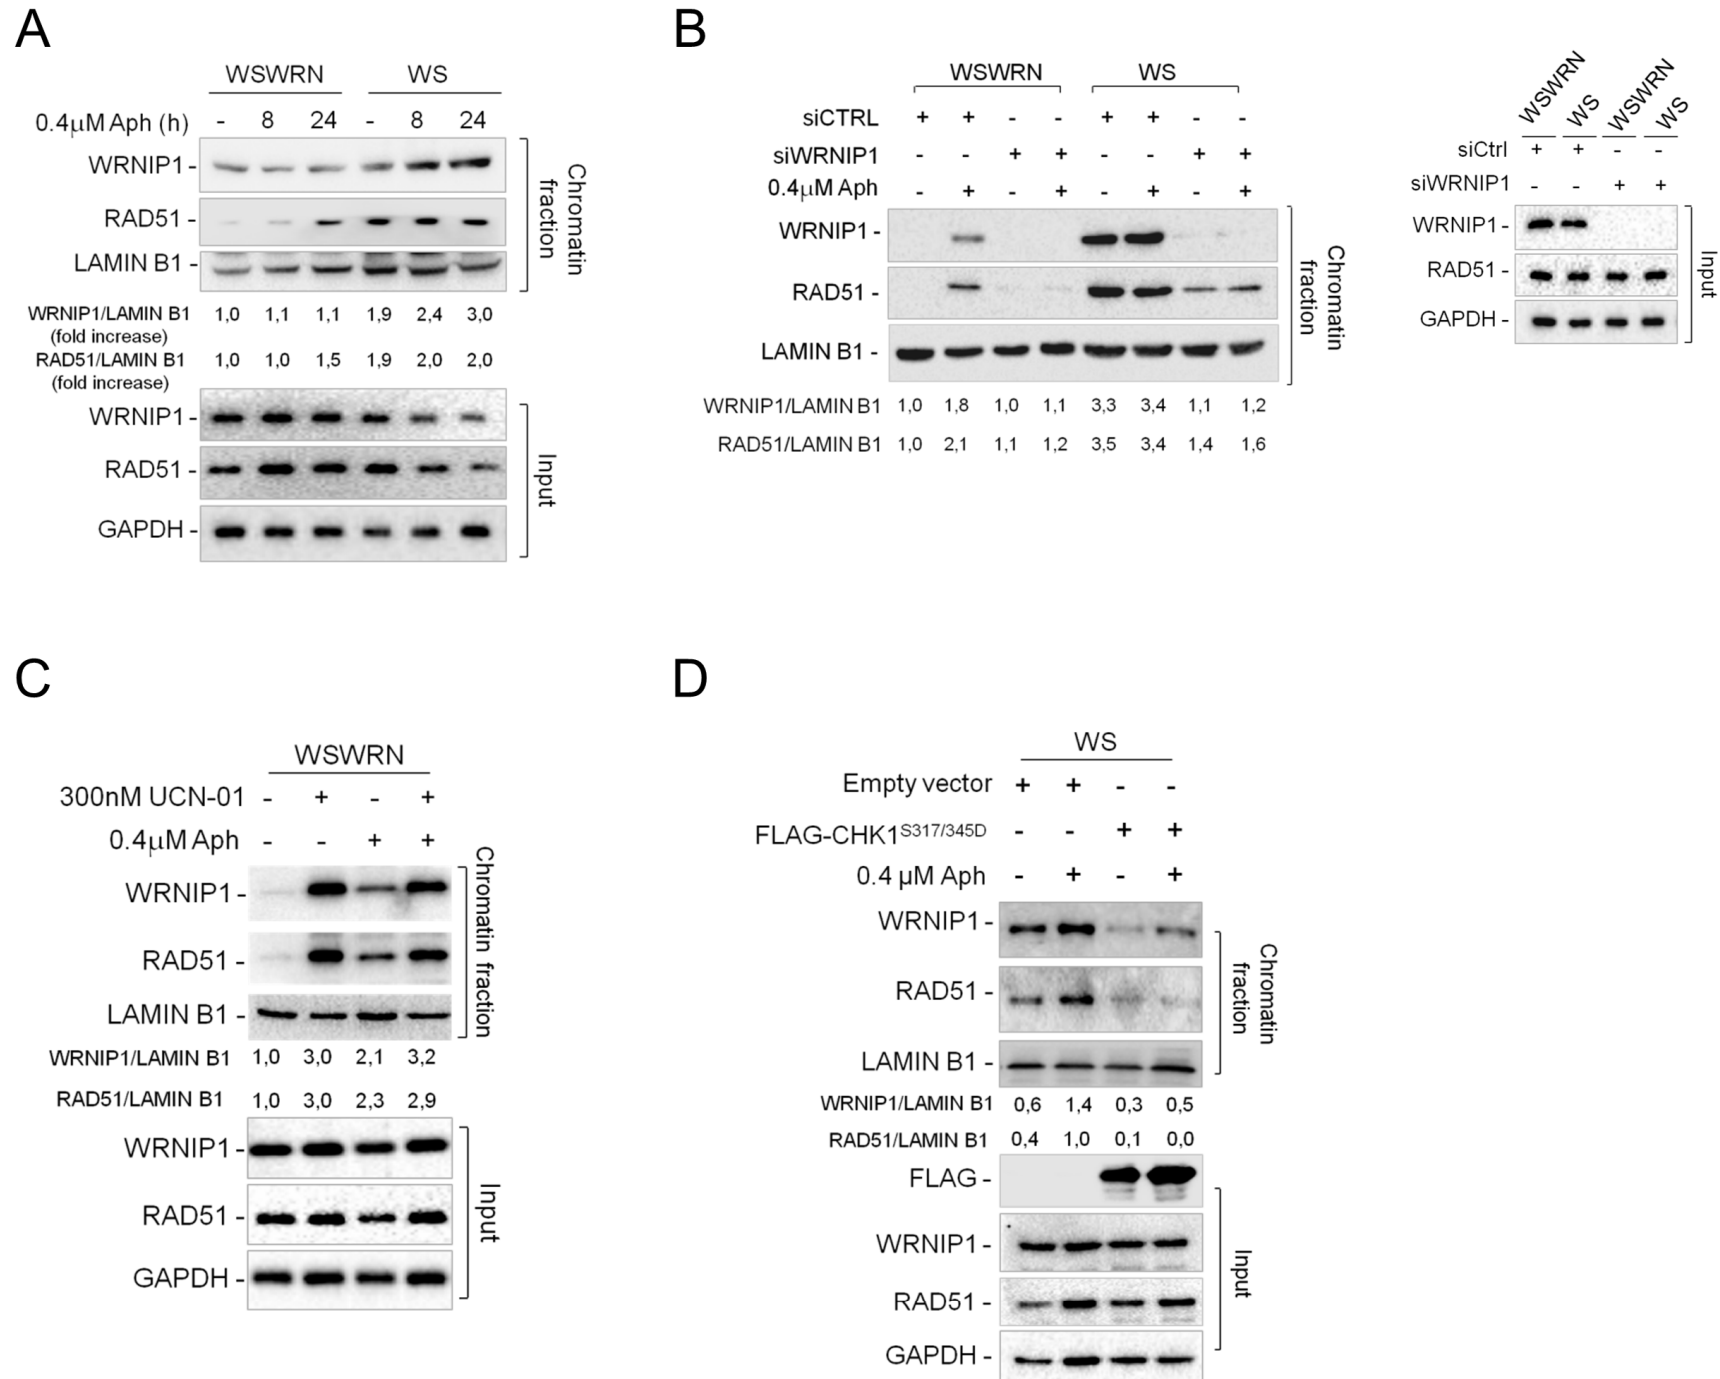 A
WSWRN WS
0.4μM Aph (h) - 8 24 - 8 24
WRNIP1 -
RAD51 -
LAMIN B1 -
Chromatin
fraction
WRNIP1/LAMIN B1 1,0 1,1 1,1 1,9 2,4 3,0
(fold increase)
RAD51/LAMIN B1 1,0 1,0 1,5 1,9 2,0 2,0
(fold increase)
WRNIP1 -
RAD51 -
GAPDH -
Input
B
WSWRN WS
siCTRL + + - - + + - -
siWRNIP1 - - + + - - + +
0.4μM Aph - + - + - + - +
WRNIP1 -
RAD51 -
LAMIN B1 -
Chromatin
fraction
WRNIP1/LAMIN B1 1,0 1,8 1,0 1,1 3,3 3,4 1,1 1,2
RAD51/LAMIN B1 1,0 2,1 1,1 1,2 3,5 3,4 1,4 1,6
WSWRN WS WSWRN WS
siCtrl + + - -
siWRNIP1 - - + +
WRNIP1 -
RAD51 -
GAPDH -
Input
C
WSWRN
300nM UCN-01 - + - +
0.4μM Aph - - + +
WRNIP1 -
RAD51 -
LAMIN B1 -
Chromatin fraction
WRNIP1/LAMIN B1 1,0 3,0 2,1 3,2
RAD51/LAMIN B1 1,0 3,0 2,3 2,9
WRNIP1 -
RAD51 -
GAPDH -
Input
D
WS
Empty vector + + - -
FLAG-CHK1S317/345D - - + +
0.4 μM Aph - + - +
WRNIP1 -
RAD51 -
LAMIN B1 -
Chromatin
fraction
WRNIP1/LAMIN B1 0,6 1,4 0,3 0,5
RAD51/LAMIN B1 0,4 1,0 0,1 0,0
FLAG -
WRNIP1 -
RAD51 -
GAPDH -
Input